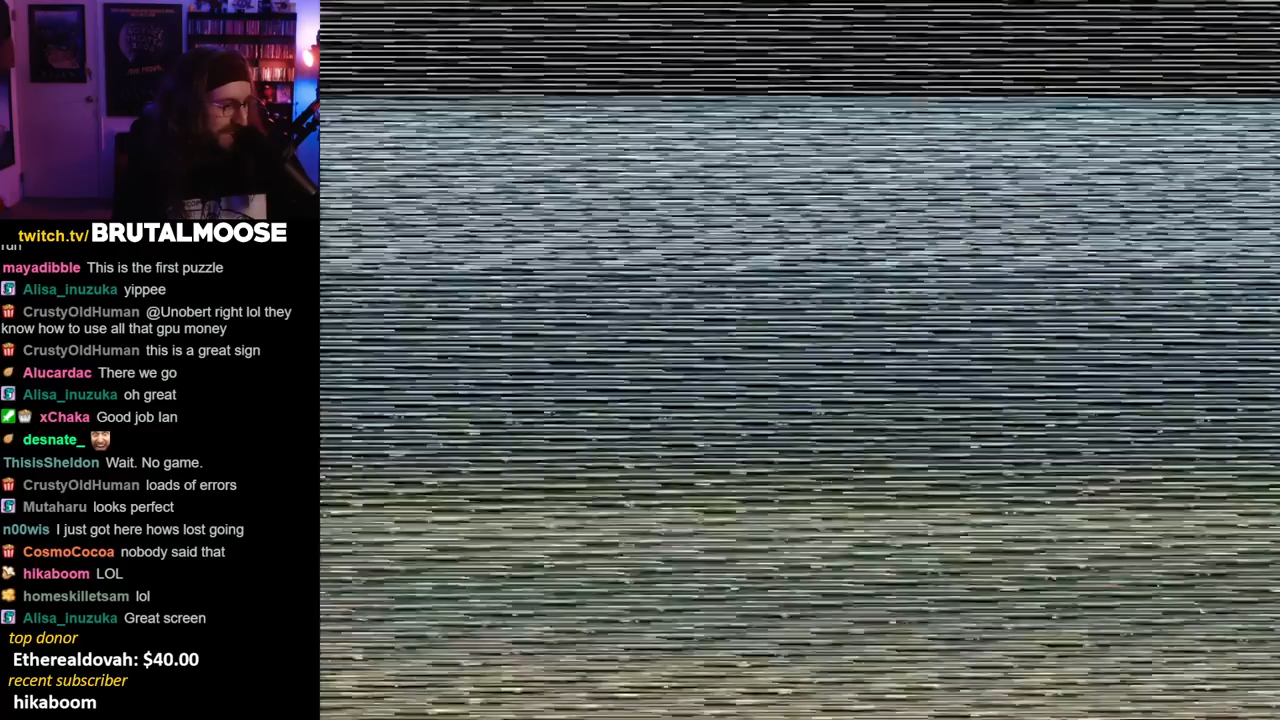 twitch.tv/BRUTALMOOSE
run
mayadibble This is the first puzzle
Alisa_inuzuka yippee
CrustyOldHuman @Unobert right lol they
know how to use all that gpu money
CrustyOldHuman this is a great sign
Alucardac There we go
Alisa_inuzuka oh great
xChaka Good job Ian
desnate_
ThisisSheldon Wait. No game.
CrustyOldHuman loads of errors
Mutaharu looks perfect
n00wis I just got here hows lost going
CosmoCocoa nobody said that
hikaboom LOL
homeskilletsam lol
Alisa_inuzuka Great screen
top donor
Etherealdovah: $40.00
recent subscriber
hikaboom